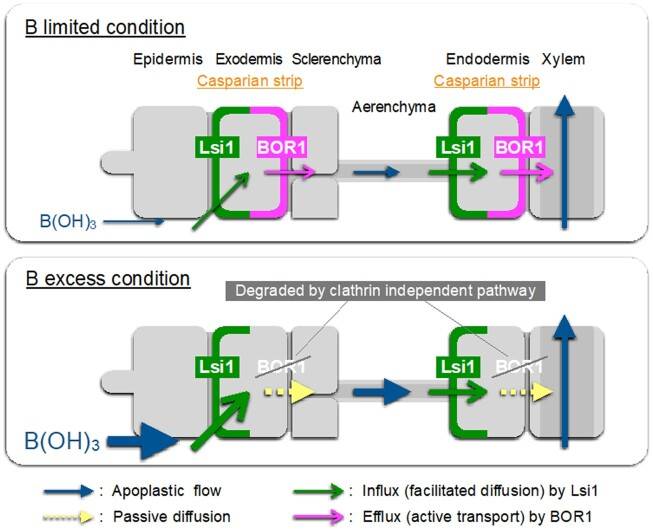 B limited condition
Epidermis Exodermis Sclerenchyma Endodermis Xylem
Casparian strip Casparian strip
Aerenchyma
Lsi1 BOR1 Lsi1 BOR1
B(OH)₃
B excess condition
Degraded by clathrin independent pathway
Lsi1 BOR1 Lsi1 BOR1
B(OH)₃
: Apoplastic flow : Influx (facilitated diffusion) by Lsi1
: Passive diffusion : Efflux (active transport) by BOR1